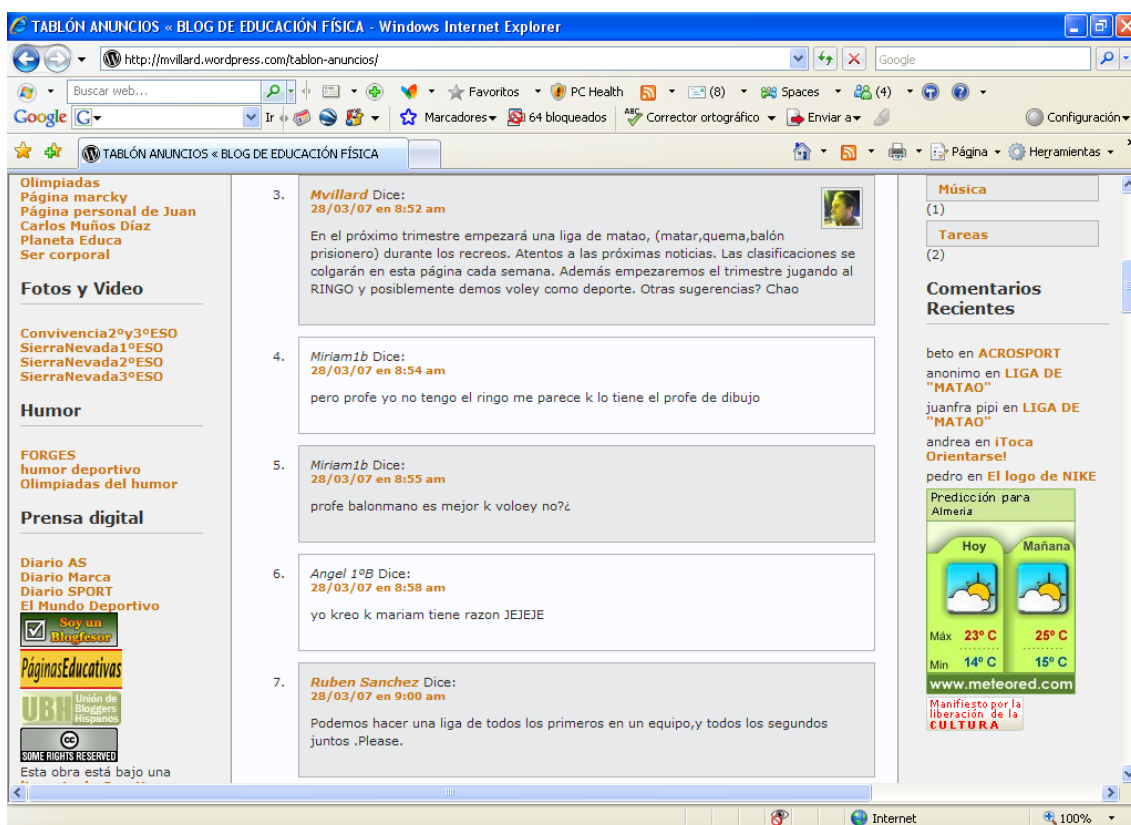 TABLÓN ANUNCIOS « BLOG DE EDUCACIÓN FÍSICA - Windows Internet Explorer
http://mvillard.wordpress.com/tablon-anuncios/
Google
Buscar web...
Favoritos
PC Health
(8)
Spaces
(4)
Google
G
Ir
Marcadores
64 bloqueados
ABC
Corrector ortográfico
Enviar a
Configuración
TABLÓN ANUNCIOS « BLOG DE EDUCACIÓN FÍSICA
Página
Herramientas
Olimpiadas
Página marcky
Página personal de Juan
Carlos Muños Díaz
Planeta Educa
Ser corporal
Fotos y Video
Convivencia2ºy3ºESO
SierraNevada1ºESO
SierraNevada2ºESO
SierraNevada3ºESO
Humor
FORGES
humor deportivo
Olimpiadas del humor
Prensa digital
Diario AS
Diario Marca
Diario SPORT
El Mundo Deportivo
Soy un
Blogfesor
PáginasEducativas
UBH Unión de
Bloggers
Hispanos
cc
SOME RIGHTS RESERVED
Esta obra está bajo una
3. Mvillard Dice:
28/03/07 en 8:52 am
En el próximo trimestre empezará una liga de matao, (matar,quema,balón
prisionero) durante los recreos. Atentos a las próximas noticias. Las clasificaciones se
colgarán en esta página cada semana. Además empezaremos el trimestre jugando al
RINGO y posiblemente demos voley como deporte. Otras sugerencias? Chao
4. Miriam1b Dice:
28/03/07 en 8:54 am
pero profe yo no tengo el ringo me parece k lo tiene el profe de dibujo
5. Miriam1b Dice:
28/03/07 en 8:55 am
profe balonmano es mejor k voloey no?¿
6. Angel 1ºB Dice:
28/03/07 en 8:58 am
yo kreo k mariam tiene razon JEJEJE
7. Ruben Sanchez Dice:
28/03/07 en 9:00 am
Podemos hacer una liga de todos los primeros en un equipo,y todos los segundos
juntos .Please.
Música
(1)
Tareas
(2)
Comentarios
Recientes
beto en ACROSPORT
anonimo en LIGA DE
"MATAO"
juanfra pipi en LIGA DE
"MATAO"
andrea en iToca
Orientarse!
pedro en El logo de NIKE
Predicción para
Almeria
Hoy Mañana
Máx 23º C 25º C
Min 14º C 15º C
www.meteored.com
Manifiesto por la
liberación de la
CULTURA
Internet
100%